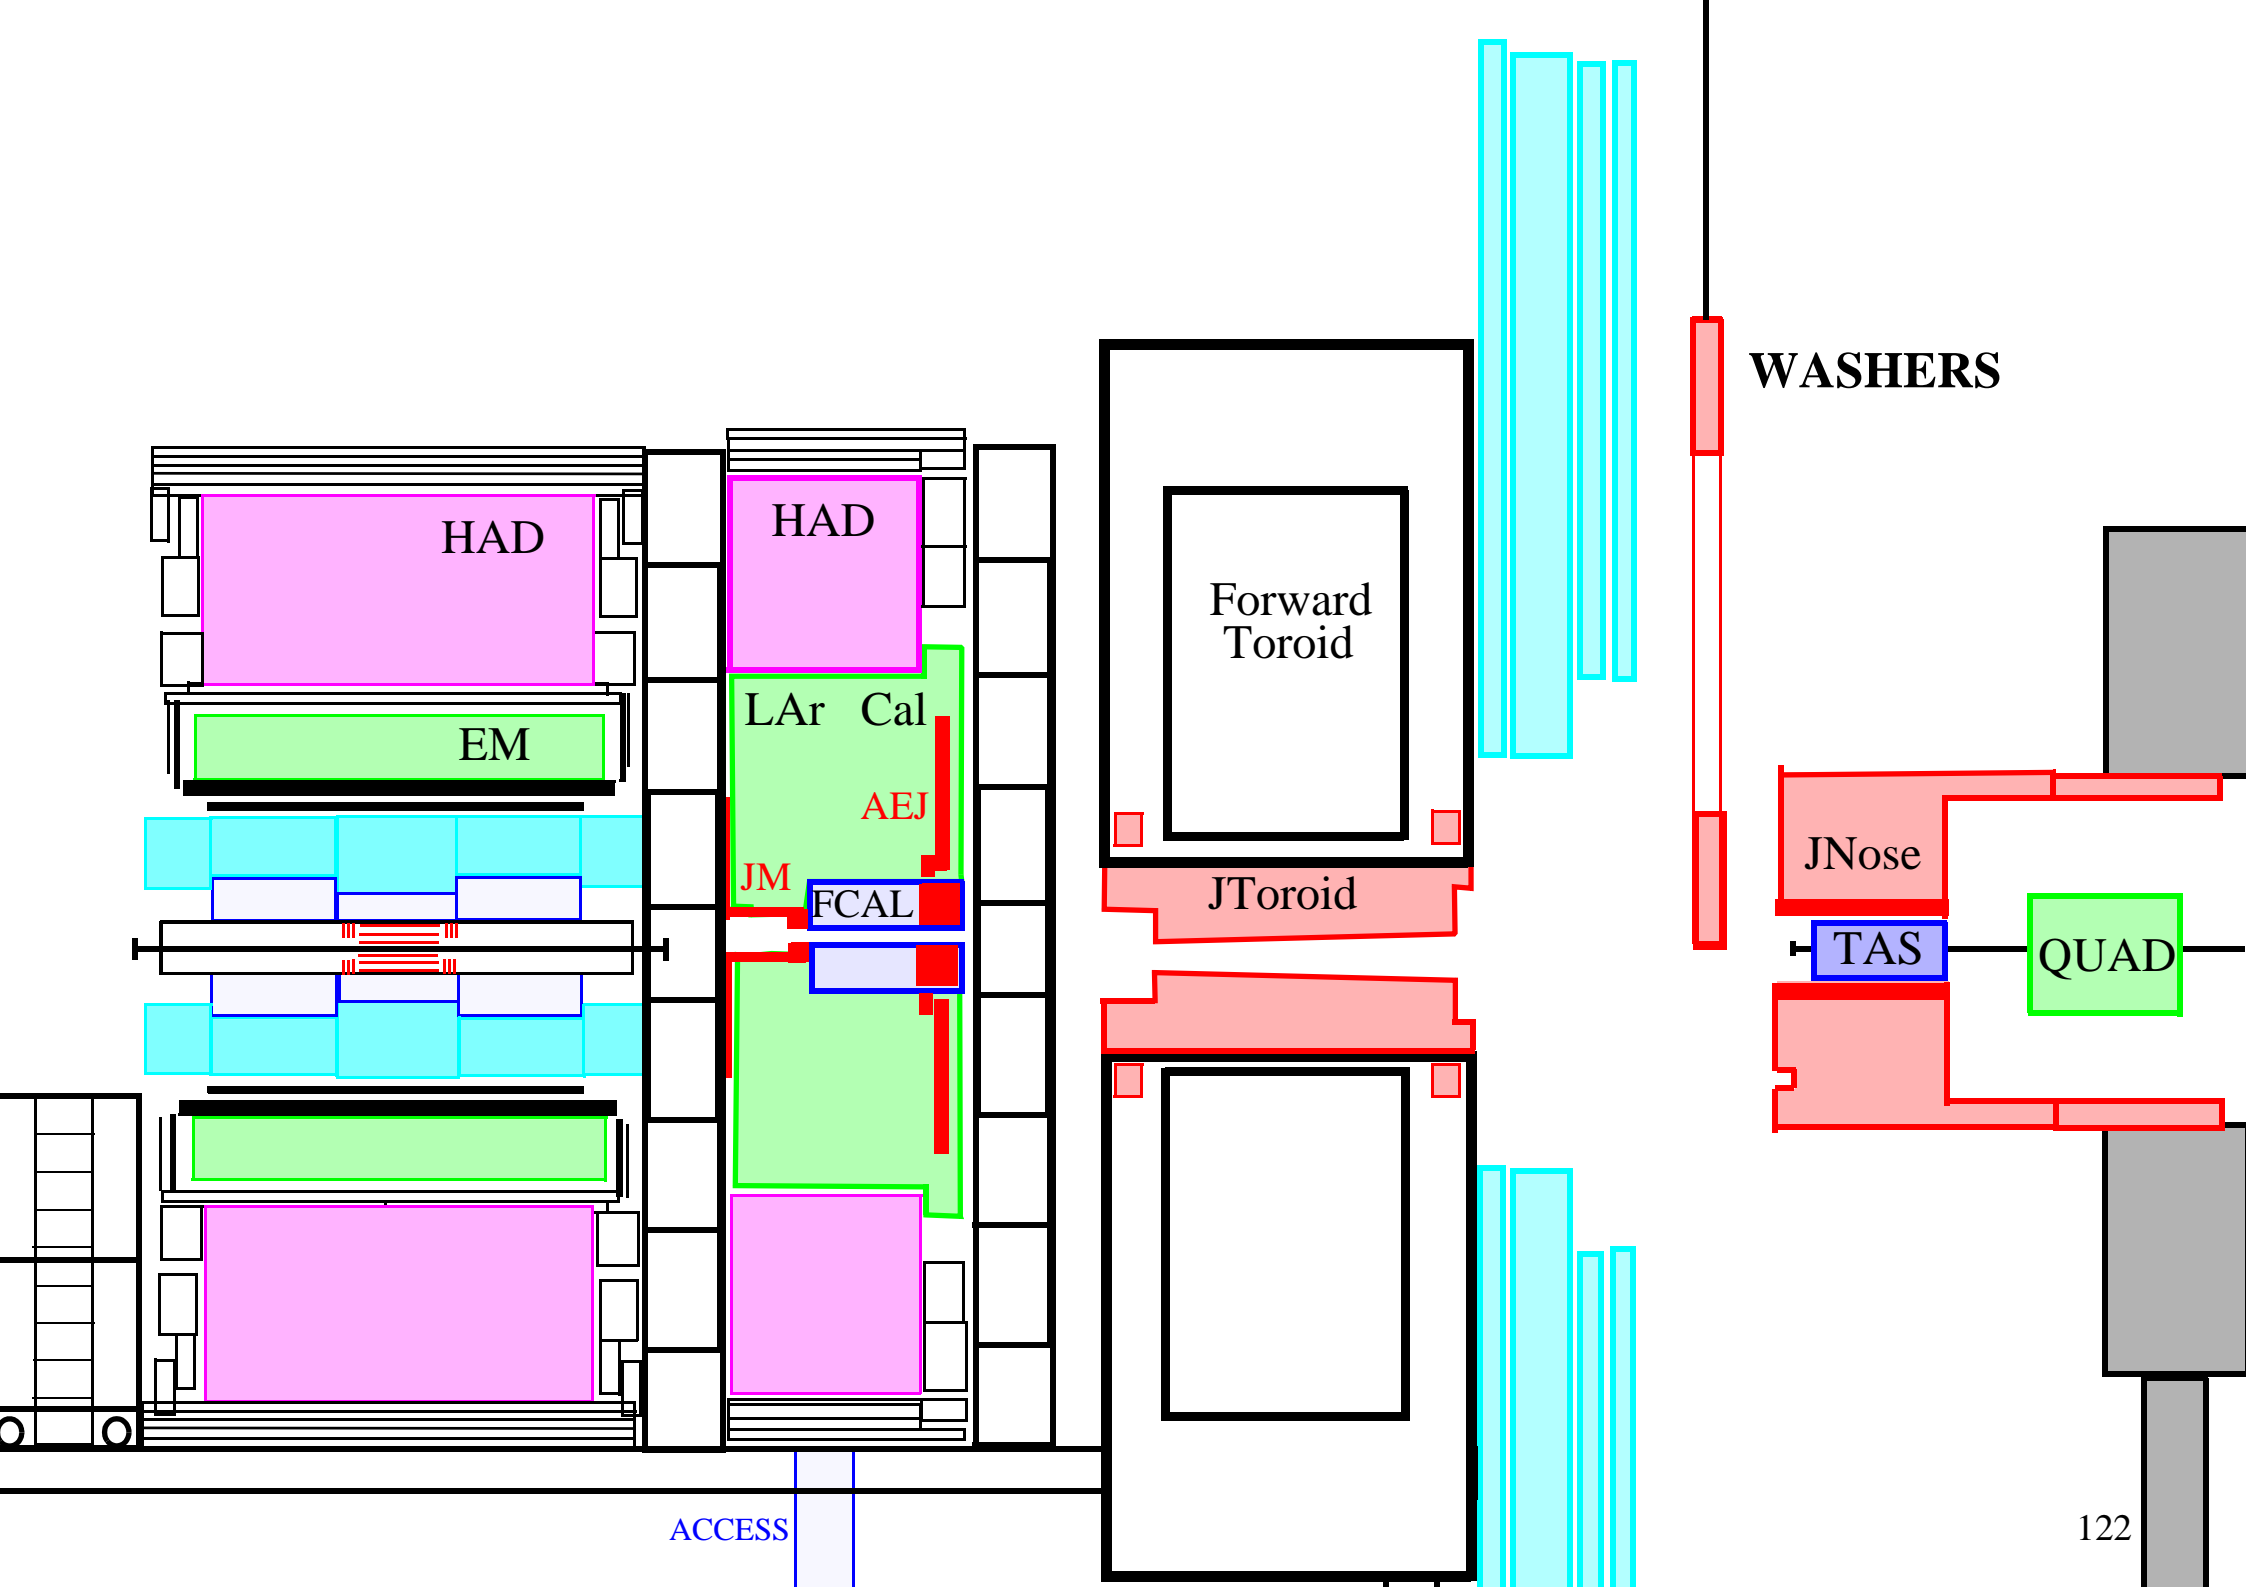 WASHERS
HAD
HAD
Forward
Toroid
LAr Cal
EM
AEJ
JM
FCAL
JToroid
JNose
TAS
QUAD
ACCESS
122